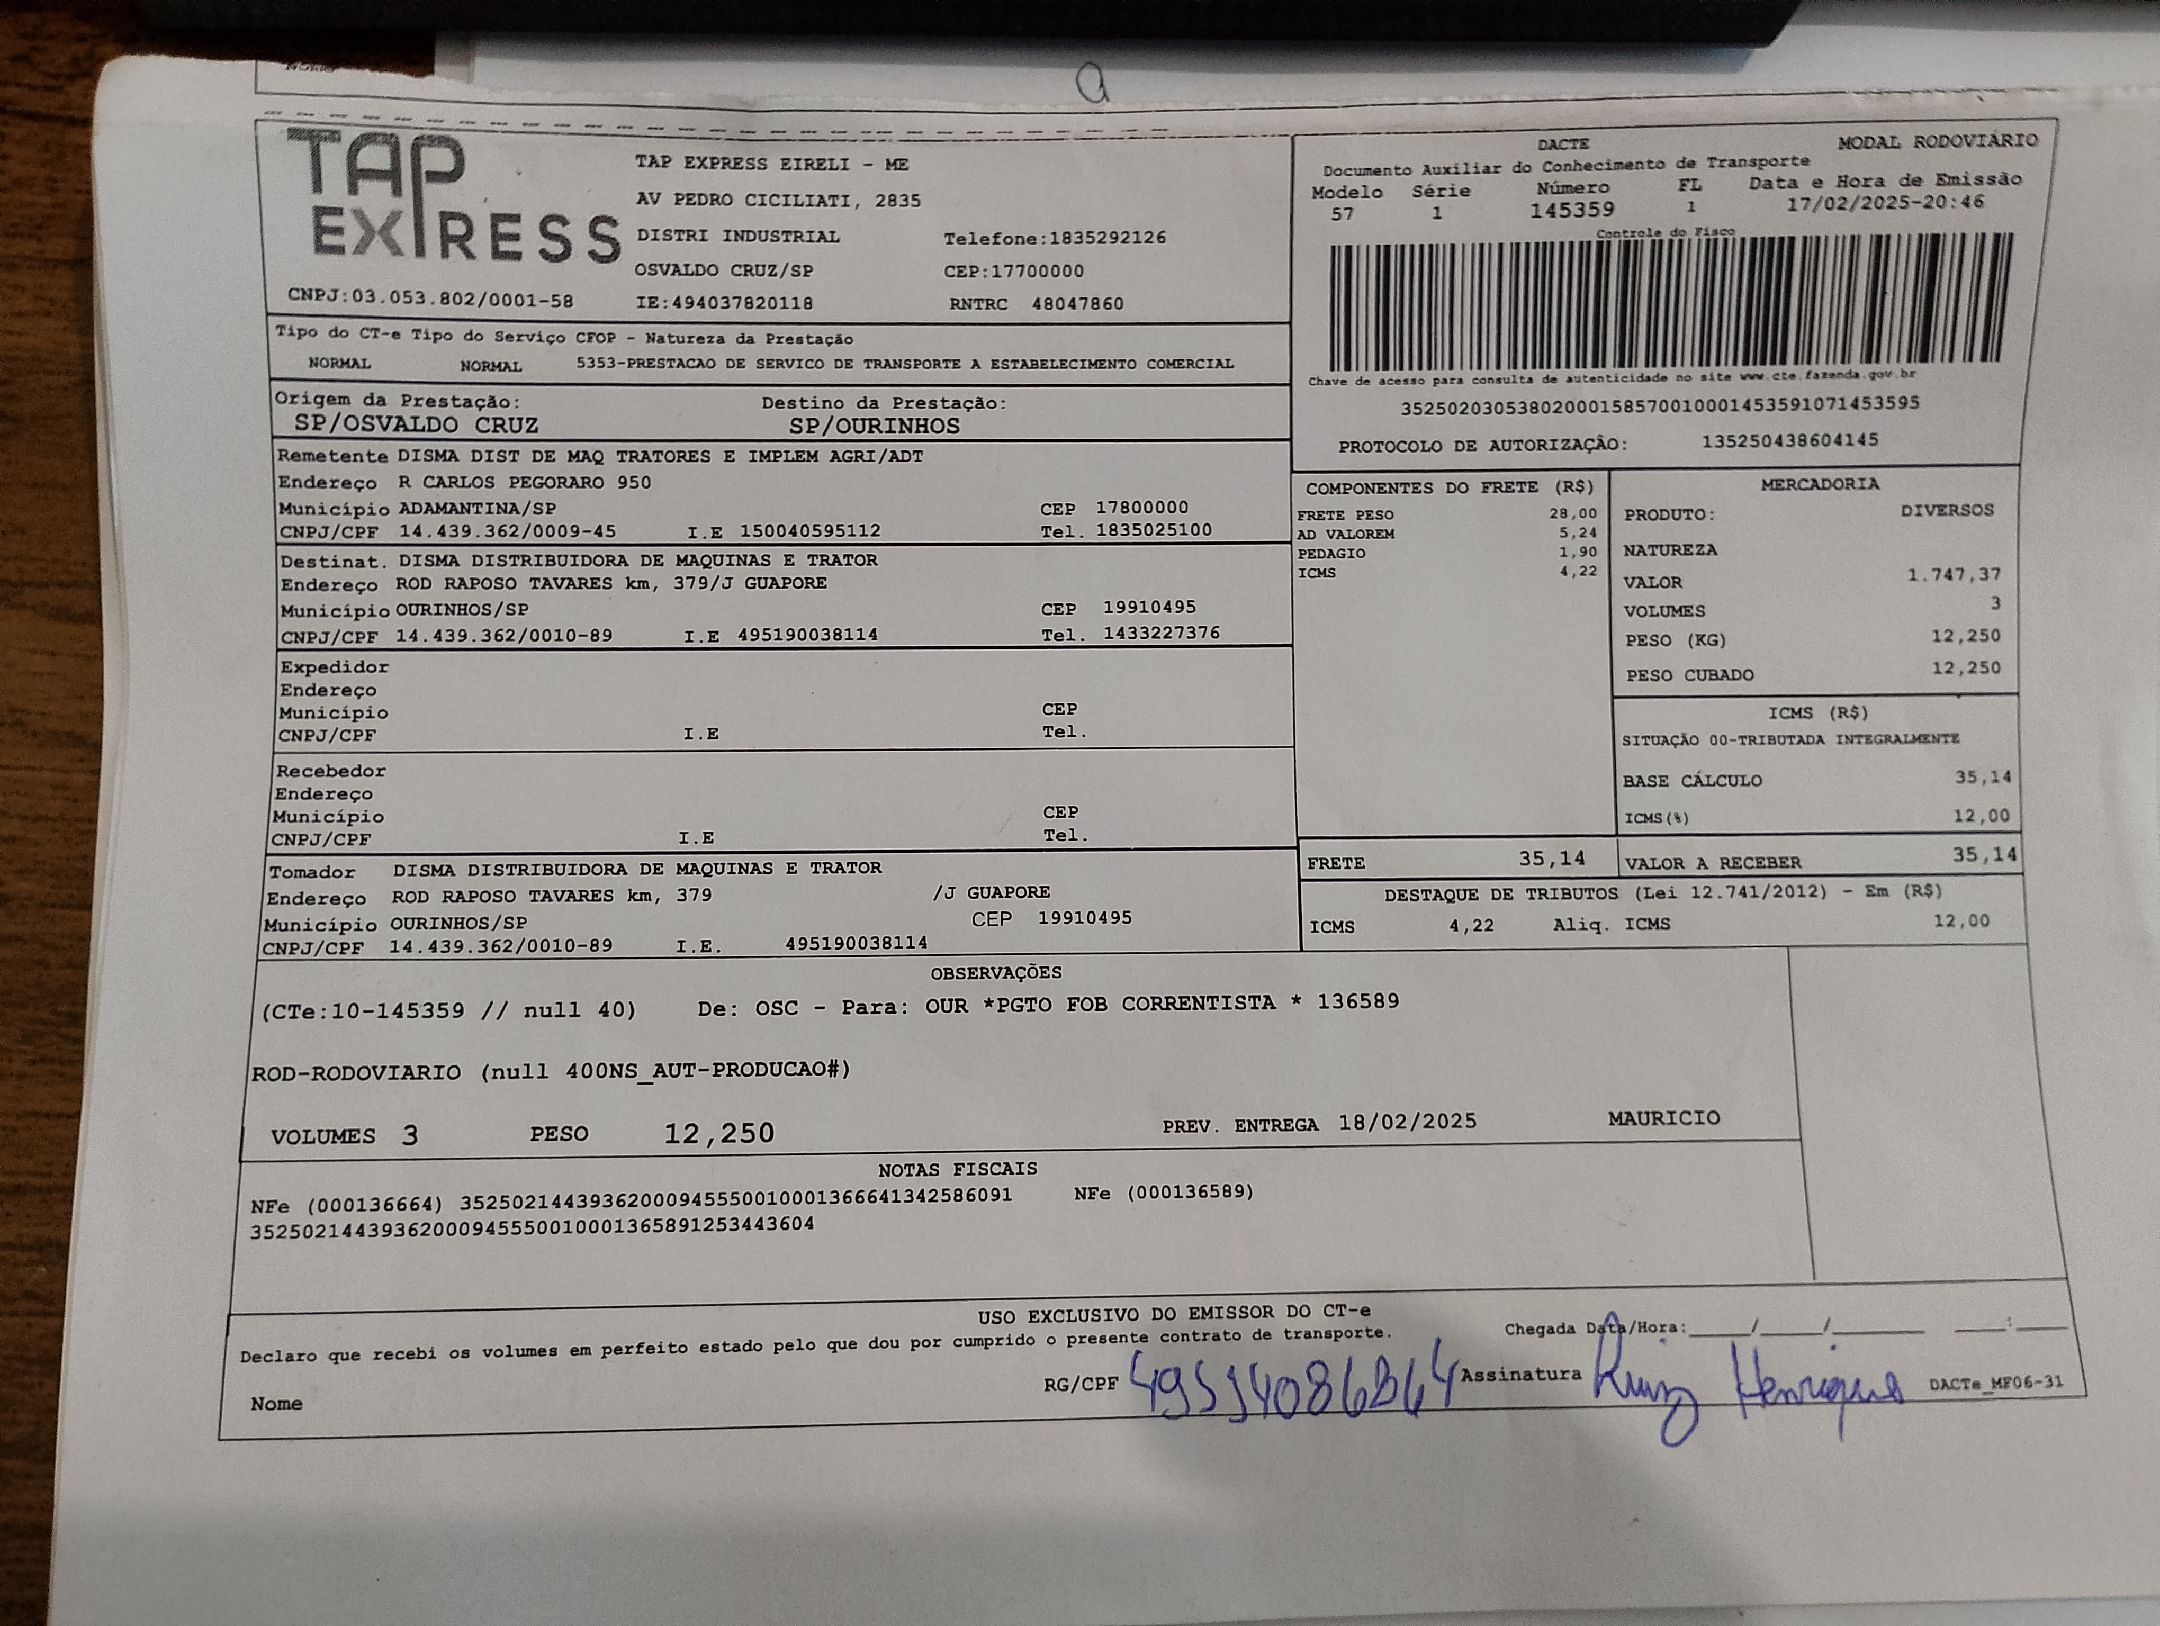 TAP EXPRESS
TAP EXPRESS EIRELI - ME
AV PEDRO CICILIATI, 2835
DISTRI INDUSTRIAL Telefone:1835292126
OSVALDO CRUZ/SP CEP:17700000
CNPJ:03.053.802/0001-58 IE:494037820118 RNTRC 48047860
DACTE MODAL RODOVIÁRIO
Documento Auxiliar do Conhecimento de Transporte
Modelo Série Número FL Data e Hora de Emissão
57 1 145359 1 17/02/2025-20:46
Controle do Fisco
Chave de acesso para consulta de autenticidade no site www.cte.fazenda.gov.br
35250203053802000158570010001453591071453595
PROTOCOLO DE AUTORIZAÇÃO: 135250438604145
Tipo do CT-e Tipo do Serviço CFOP - Natureza da Prestação
NORMAL NORMAL 5353-PRESTACAO DE SERVICO DE TRANSPORTE A ESTABELECIMENTO COMERCIAL
Origem da Prestação: Destino da Prestação:
SP/OSVALDO CRUZ SP/OURINHOS
Remetente DISMA DIST DE MAQ TRATORES E IMPLEM AGRI/ADT
Endereço R CARLOS PEGORARO 950
Município ADAMANTINA/SP CEP 17800000
CNPJ/CPF 14.439.362/0009-45 I.E 150040595112 Tel. 1835025100
Destinat. DISMA DISTRIBUIDORA DE MAQUINAS E TRATOR
Endereço ROD RAPOSO TAVARES km, 379/J GUAPORE
Município OURINHOS/SP CEP 19910495
CNPJ/CPF 14.439.362/0010-89 I.E 495190038114 Tel. 1433227376
Expedidor
Endereço
Município CEP
CNPJ/CPF I.E Tel.
Recebedor
Endereço
Município CEP
CNPJ/CPF I.E Tel.
Tomador DISMA DISTRIBUIDORA DE MAQUINAS E TRATOR
Endereço ROD RAPOSO TAVARES km, 379 /J GUAPORE
Município OURINHOS/SP CEP 19910495
CNPJ/CPF 14.439.362/0010-89 I.E. 495190038114
COMPONENTES DO FRETE (R$)
FRETE PESO 28,00
AD VALOREM 5,24
PEDAGIO 1,90
ICMS 4,22
MERCADORIA
PRODUTO: DIVERSOS
NATUREZA
VALOR 1.747,37
VOLUMES 3
PESO (KG) 12,250
PESO CUBADO 12,250
ICMS (R$)
SITUAÇÃO 00-TRIBUTADA INTEGRALMENTE
BASE CÁLCULO 35,14
ICMS(%) 12,00
FRETE 35,14 VALOR A RECEBER 35,14
DESTAQUE DE TRIBUTOS (Lei 12.741/2012) - Em (R$)
ICMS 4,22 Aliq. ICMS 12,00
OBSERVAÇÕES
(CTe:10-145359 // null 40) De: OSC - Para: OUR *PGTO FOB CORRENTISTA * 136589
ROD-RODOVIARIO (null 400NS_AUT-PRODUCAO#)
VOLUMES 3 PESO 12,250 PREV. ENTREGA 18/02/2025 MAURICIO
NOTAS FISCAIS
NFe (000136664) 35250214439362000945550010001366641342586091 NFe (000136589)
35250214439362000945550010001365891253443604
USO EXCLUSIVO DO EMISSOR DO CT-e
Declaro que recebi os volumes em perfeito estado pelo que dou por cumprido o presente contrato de transporte. Chegada Data/Hora:____/____/______ ____:____
RG/CPF Assinatura Henrique DACTe_MF06-31
Nome